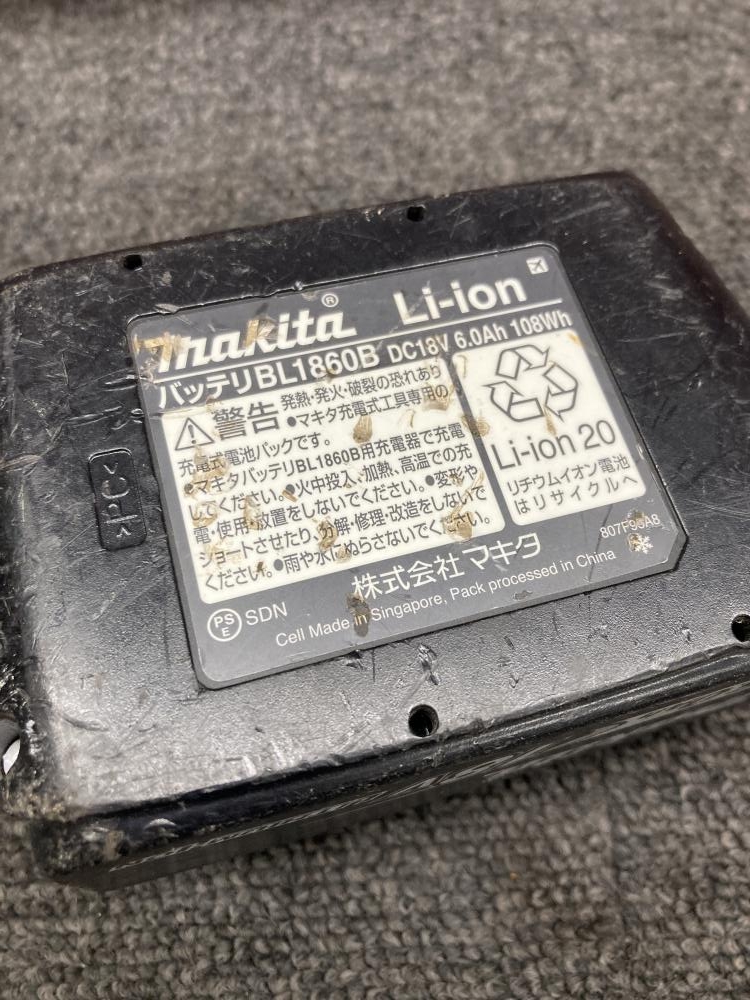 makita® Li-ion
バッテリBL1860B DC18V 6.0Ah 108Wh
警告 発熱・発火・破裂の恐れあり
●マキタ充電式工具専用の
充電式電池パックです。
●マキタバッテリBL1860B用充電器で充電
してください。●火中投入、加熱、高温での充
電・使用・放置をしないでください。●変形や
ショートさせたり、分解・修理・改造をしないで
ください。●雨や水にぬらさないでください。
Li-ion 20
リチウムイオン電池
はリサイクルへ
株式会社マキタ
PS
E
SDN
Cell Made in Singapore, Pack processed in China
>PC<